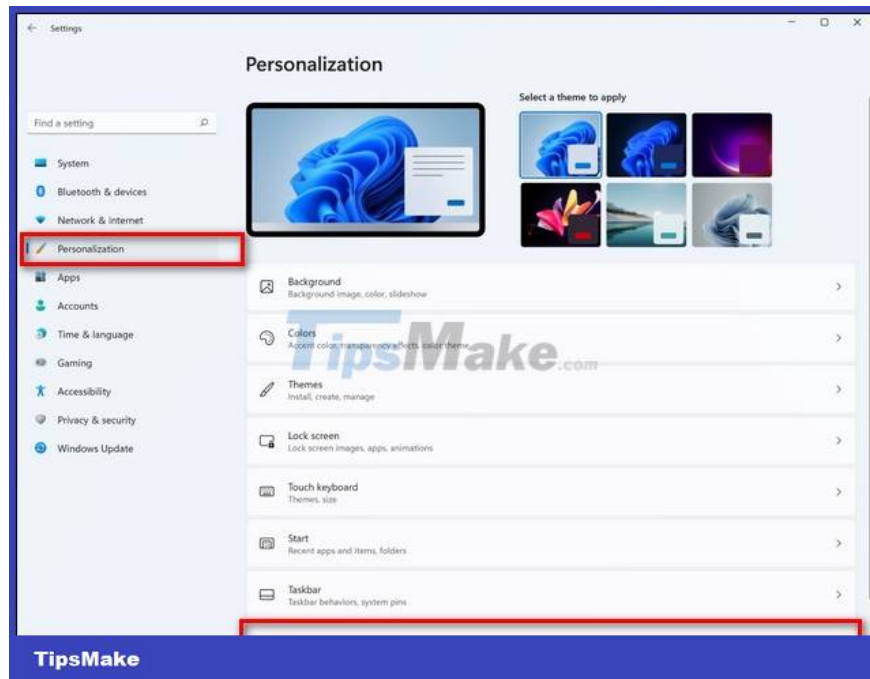 Settings
Personalization
Select a theme to apply
Find a setting
System
Bluetooth & devices
Network & internet
Personalization
Apps
Accounts
Time & language
Gaming
Accessibility
Privacy & security
Windows Update
Background
Background image, color, slideshow
Colors
Accent color, transparency effects, color theme
Themes
Install, create, manage
Lock screen
Lock screen images, apps, animations
Touch keyboard
Themes, size
Start
Recent apps and items, folders
Taskbar
Taskbar behaviors, system pins
TipsMake.com
TipsMake